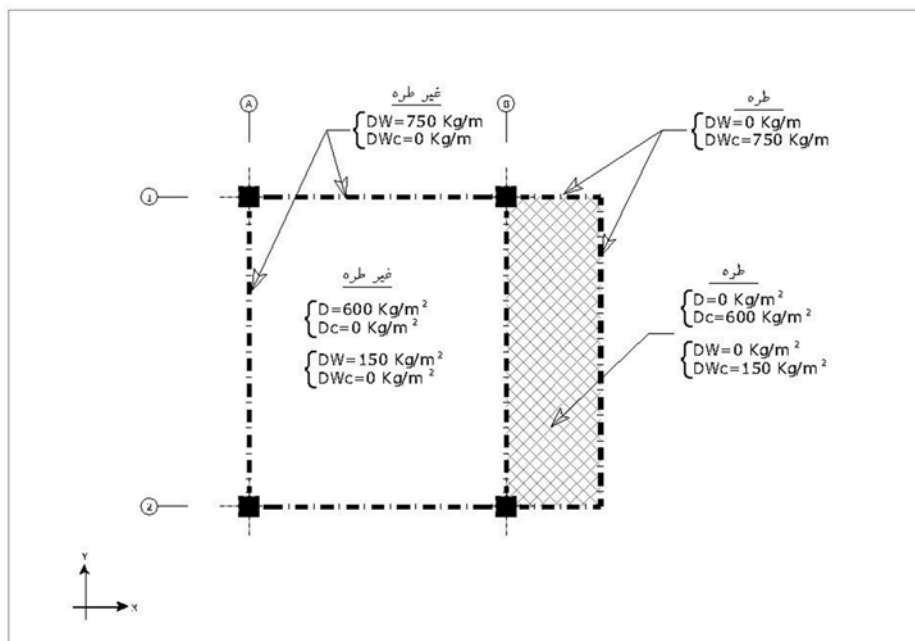 غیر طره
DW=750 Kg/m
DWc=0 Kg/m
طره
DW=0 Kg/m
DWc=750 Kg/m
A
B
1
غیر طره
D=600 Kg/m²
Dc=0 Kg/m²
DW=150 Kg/m²
DWc=0 Kg/m²
طره
D=0 Kg/m²
Dc=600 Kg/m²
DW=0 Kg/m²
DWc=150 Kg/m²
2
Y
X